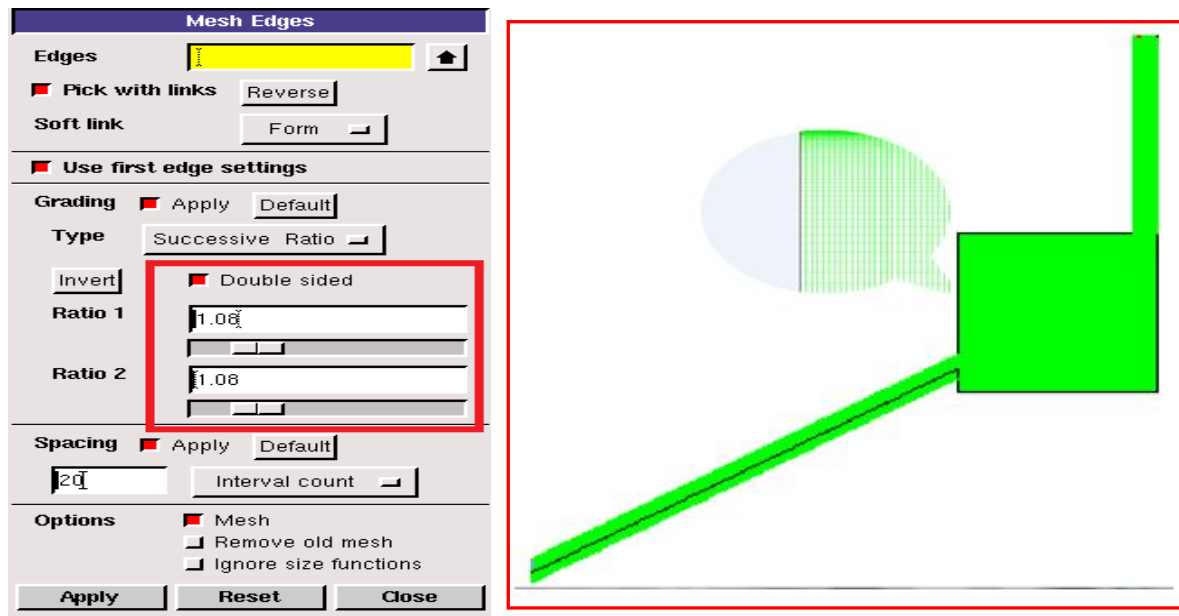 Mesh Edges
Edges
Pick with links Reverse
Soft link Form
Use first edge settings
Grading Apply Default
Type Successive Ratio
Invert Double sided
Ratio 1 1.08
Ratio 2 1.08
Spacing Apply Default
20 Interval count
Options Mesh
Remove old mesh
Ignore size functions
Apply Reset Close